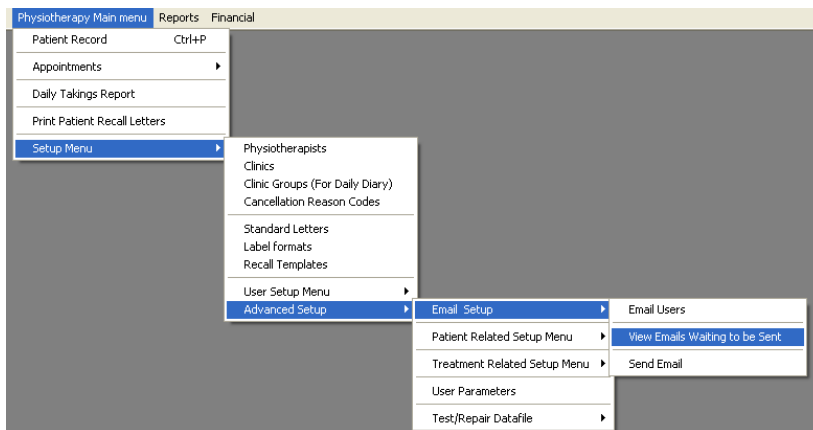 Physiotherapy Main menu Reports Financial
Patient Record Ctrl+P
Appointments
Daily Takings Report
Print Patient Recall Letters
Setup Menu
Physiotherapists
Clinics
Clinic Groups (For Daily Diary)
Cancellation Reason Codes
Standard Letters
Label formats
Recall Templates
User Setup Menu
Advanced Setup
Email Setup
Patient Related Setup Menu
Treatment Related Setup Menu
User Parameters
Test/Repair Datafile
Email Users
View Emails Waiting to be Sent
Send Email